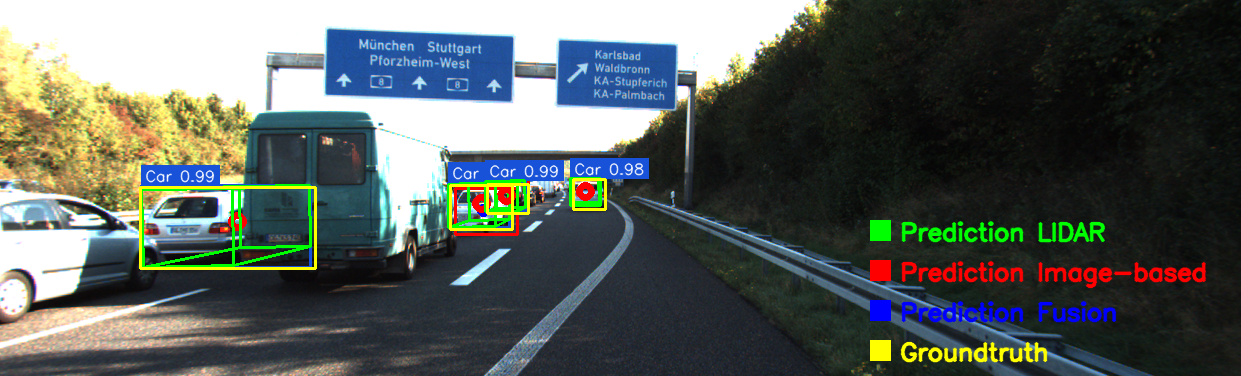 München Stuttgart
Pforzheim-West
8 8
Karlsbad
Waldbronn
KA-Stupferich
KA-Palmbach
Car 0.99
Car
Car 0.99
Car 0.98
Prediction LIDAR
Prediction Image-based
Prediction Fusion
Groundtruth